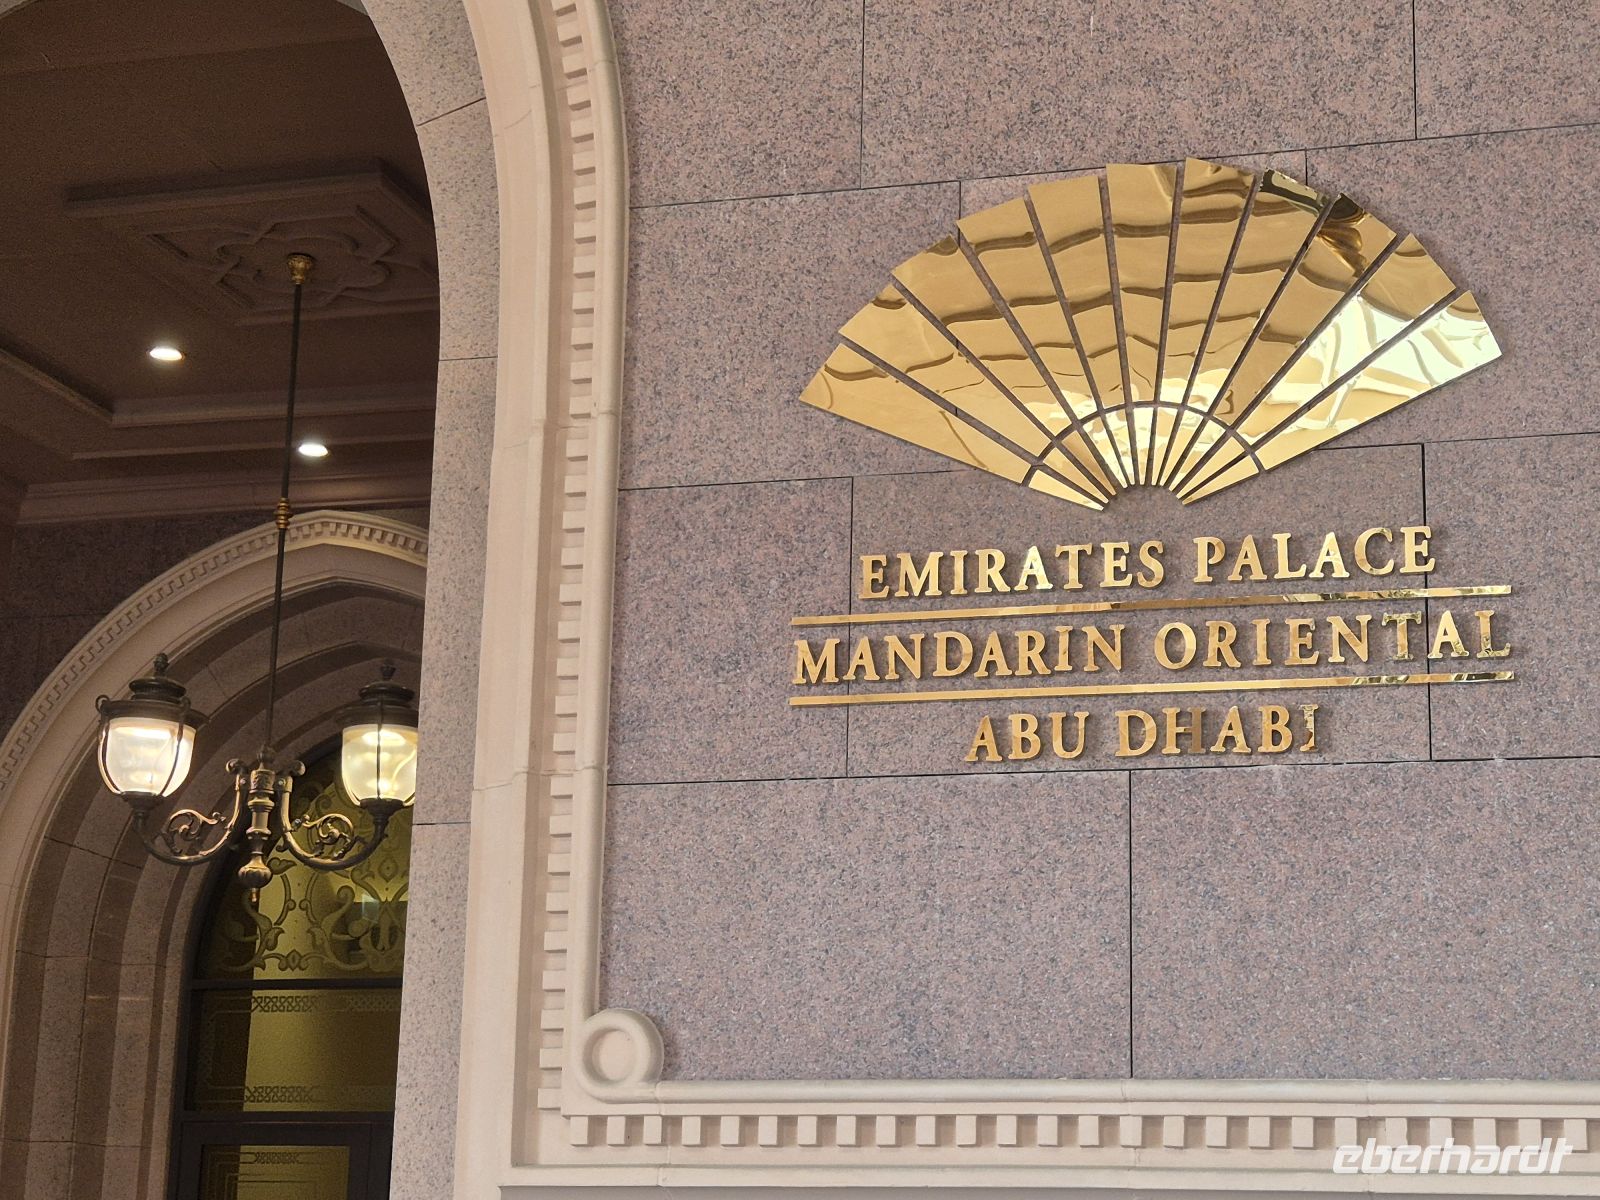 EMIRATES PALACE
MANDARIN ORIENTAL
ABU DHABI
eberhardt